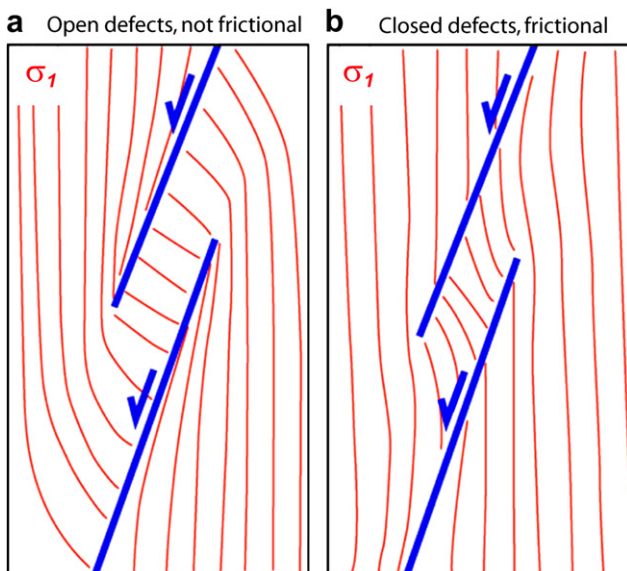 a Open defects, not frictional
b Closed defects, frictional
σ1
σ1